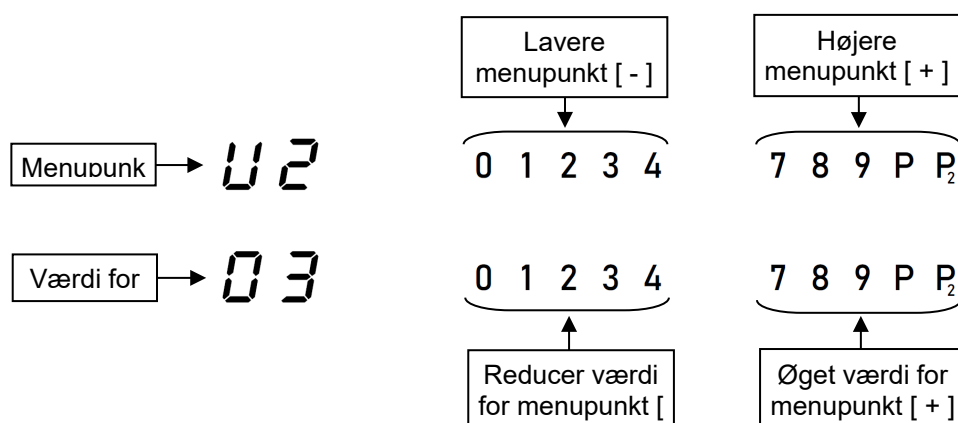 Lavere
menupunkt [ - ]
Højere
menupunkt [ + ]
Menupunk
U2
0 1 2 3 4
7 8 9 P P2
Værdi for
03
0 1 2 3 4
7 8 9 P P2
Reducer værdi
for menupunkt [
Øget værdi for
menupunkt [ + ]